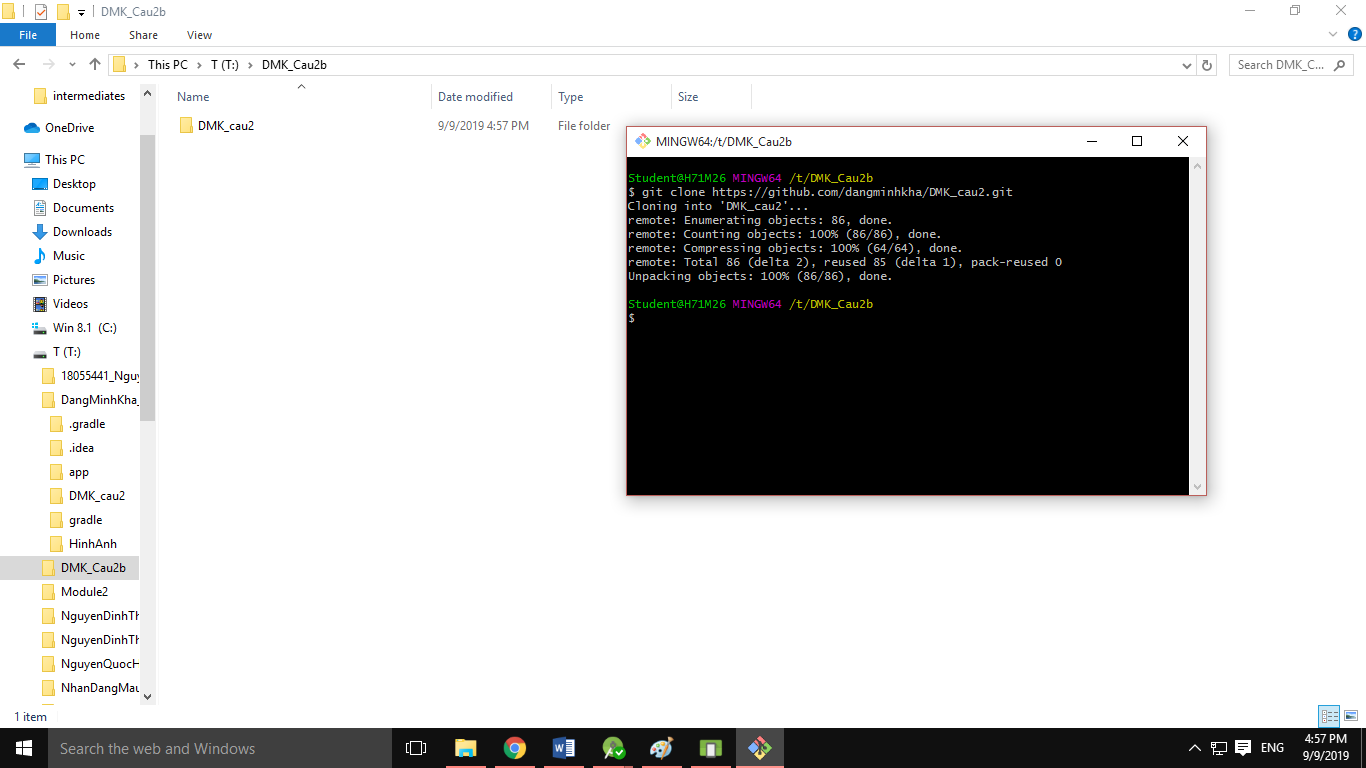 DMK_Cau2b
File Home Share View
This PC T (T:) DMK_Cau2b
Search DMK_C...
intermediates
OneDrive
This PC
Desktop
Documents
Downloads
Music
Pictures
Videos
Win 8.1 (C:)
T (T:)
18055441_Nguy
DangMinhKha_
.gradle
.idea
app
DMK_cau2
gradle
HinhAnh
DMK_Cau2b
Module2
NguyenDinhTh
NguyenDinhTh
NguyenQuocH
NhanDangMau
Name Date modified Type Size
DMK_cau2 9/9/2019 4:57 PM File folder
MINGW64:/t/DMK_Cau2b
Student@H71M26 MINGW64 /t/DMK_Cau2b
$ git clone https://github.com/dangminhkha/DMK_cau2.git
Cloning into 'DMK_cau2'...
remote: Enumerating objects: 86, done.
remote: Counting objects: 100% (86/86), done.
remote: Compressing objects: 100% (64/64), done.
remote: Total 86 (delta 2), reused 85 (delta 1), pack-reused 0
Unpacking objects: 100% (86/86), done.
Student@H71M26 MINGW64 /t/DMK_Cau2b
$
1 item
Search the web and Windows
ENG
4:57 PM
9/9/2019